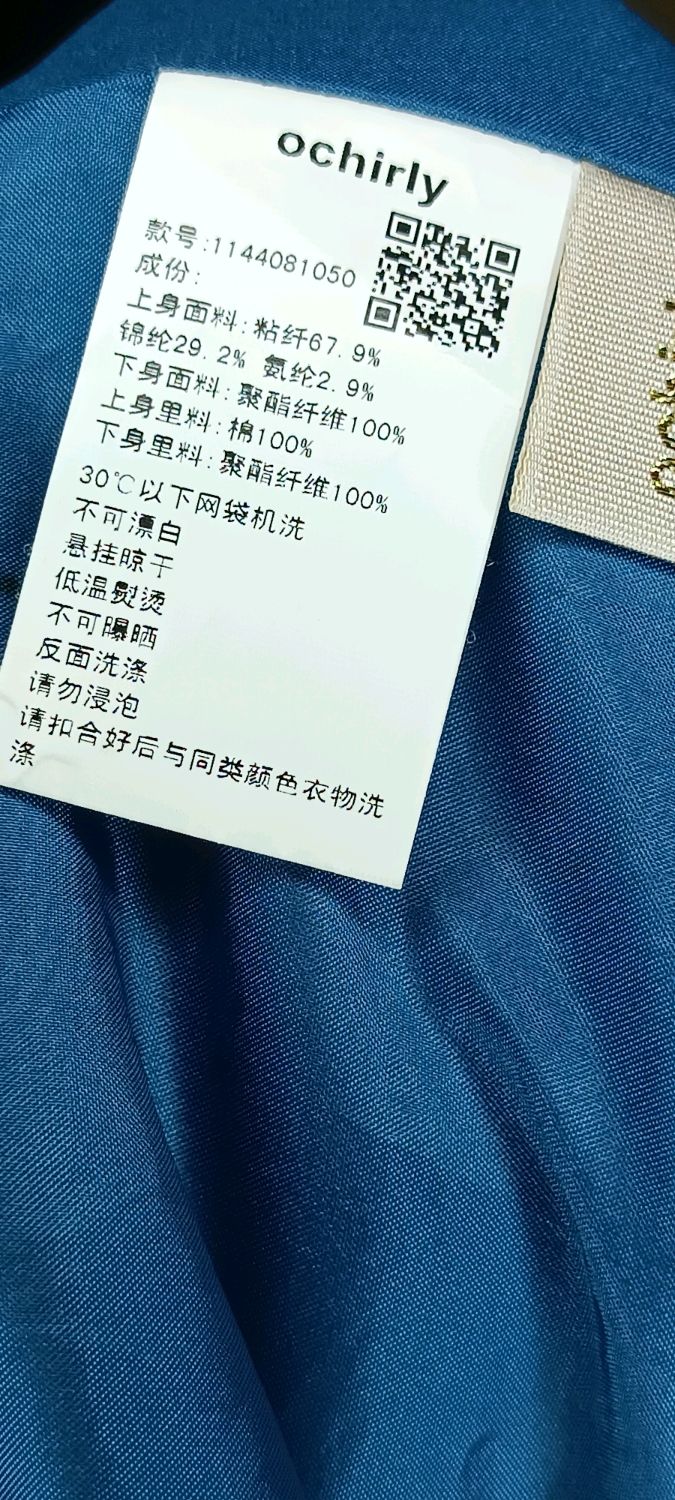 ochirly
款号:1144081050
成份:
上身面料:粘纤67.9%
锦纶29.2% 氨纶2.9%
下身面料:聚酯纤维100%
上身里料:棉100%
下身里料:聚酯纤维100%
30℃以下网袋机洗
不可漂白
悬挂晾干
低温熨烫
不可曝晒
反面洗涤
请勿浸泡
请扣合好后与同类颜色衣物洗
涤